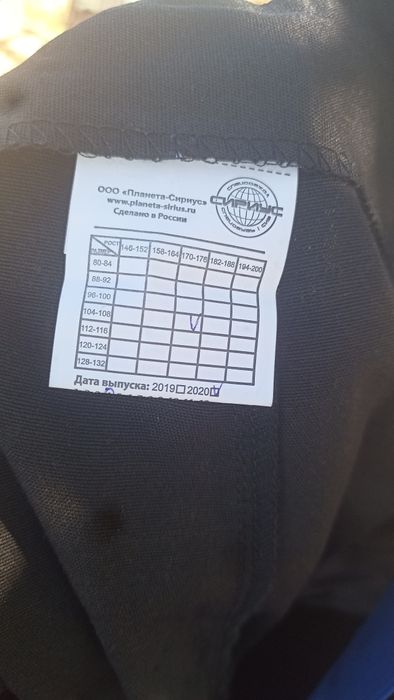 ООО «Планета-Сириус»
www.planeta-sirius.ru
Сделано в России
СПЕЦОДЕЖДА
СИРИУС
РОСТ 146-152 158-164 170-176 182-188 194-200
80-84
88-92
96-100
104-108
112-116
120-124
128-132
Дата выпуска: 2019 2020